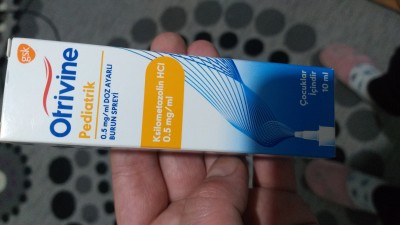 gsk
Otrivine
Pediatrik
0.5 mg/ml DOZ AYARLI
BURUN SPREYİ
Ksilometazolin HCl
0.5 mg/ml
Çocuklar
İçindir
10 ml